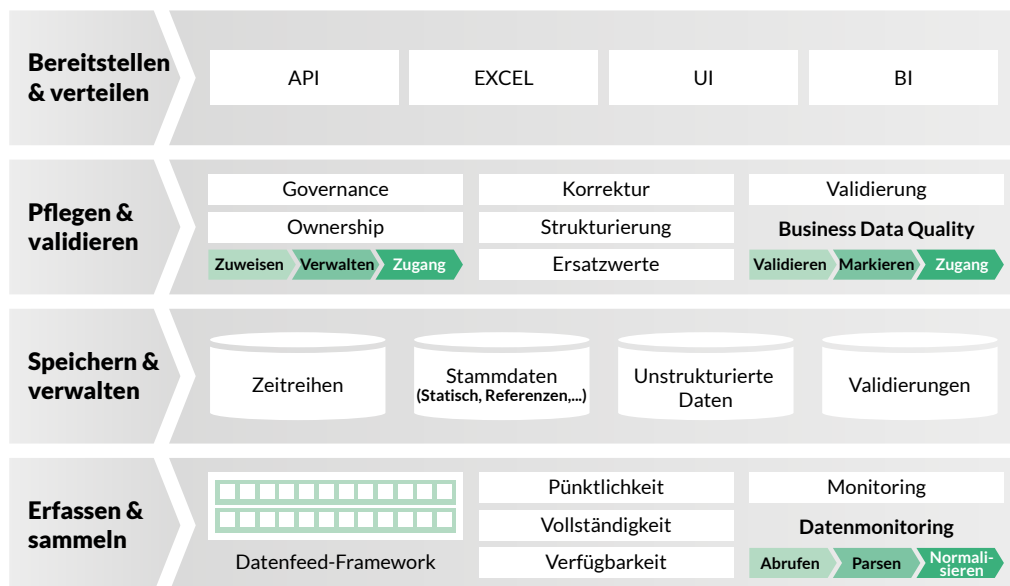 Bereitstellen
& verteilen
API
EXCEL
UI
BI
Pflegen &
validieren
Governance
Ownership
Zuweisen
Verwalten
Zugang
Korrektur
Strukturierung
Ersatzwerte
Validierung
Business Data Quality
Validieren
Markieren
Zugang
Speichern &
verwalten
Zeitreihen
Stammdaten
(Statisch, Referenzen,...)
Unstrukturierte
Daten
Validierungen
Erfassen &
sammeln
Datenfeed-Framework
Pünktlichkeit
Vollständigkeit
Verfügbarkeit
Monitoring
Datenmonitoring
Abrufen
Parsen
Normali-
sieren